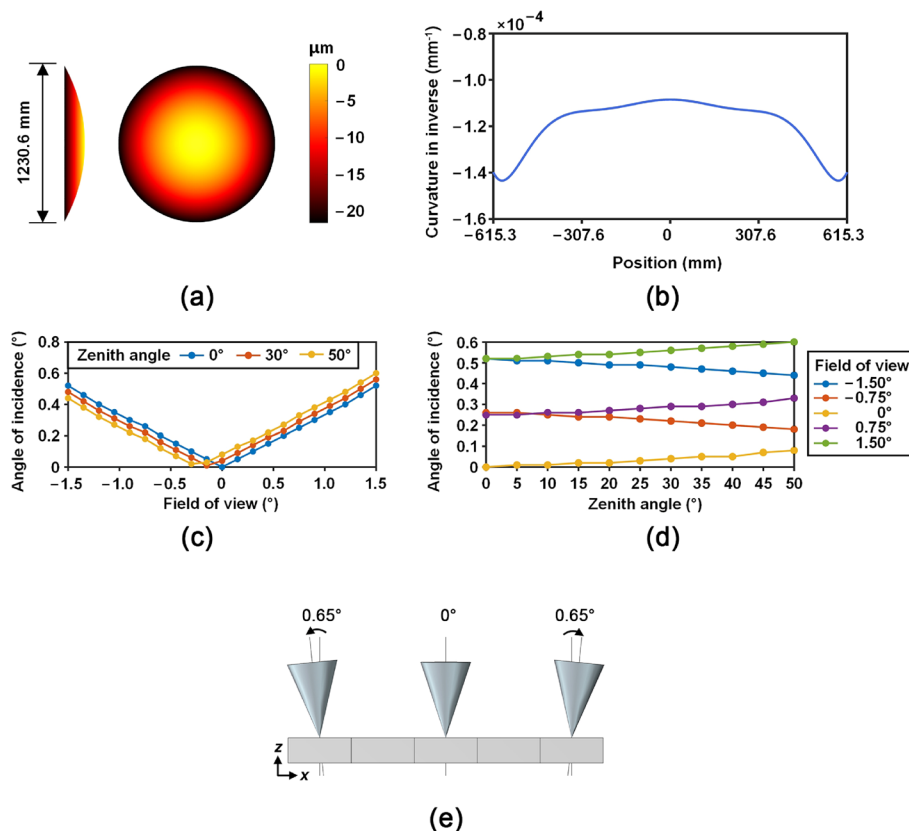 (a)
1230.6 mm
μm
0
−5
−10
−15
−20
(b)
×10⁻⁴
Curvature in inverse (mm⁻¹)
−0.8
−1.0
−1.2
−1.4
−1.6
−615.3 −307.6 0 307.6 615.3
Position (mm)
(a)
(b)
Angle of incidence (°)
0.8
0.6
0.4
0.2
0
Zenith angle 0° 30° 50°
−1.5 −1.0 −0.5 0 0.5 1.0 1.5
Field of view (°)
(c)
Angle of incidence (°)
0.6
0.5
0.4
0.3
0.2
0.1
0
0 5 10 15 20 25 30 35 40 45 50
Zenith angle (°)
Field of view
−1.50°
−0.75°
0°
0.75°
1.50°
(d)
0.65° 0° 0.65°
z
x
(e)